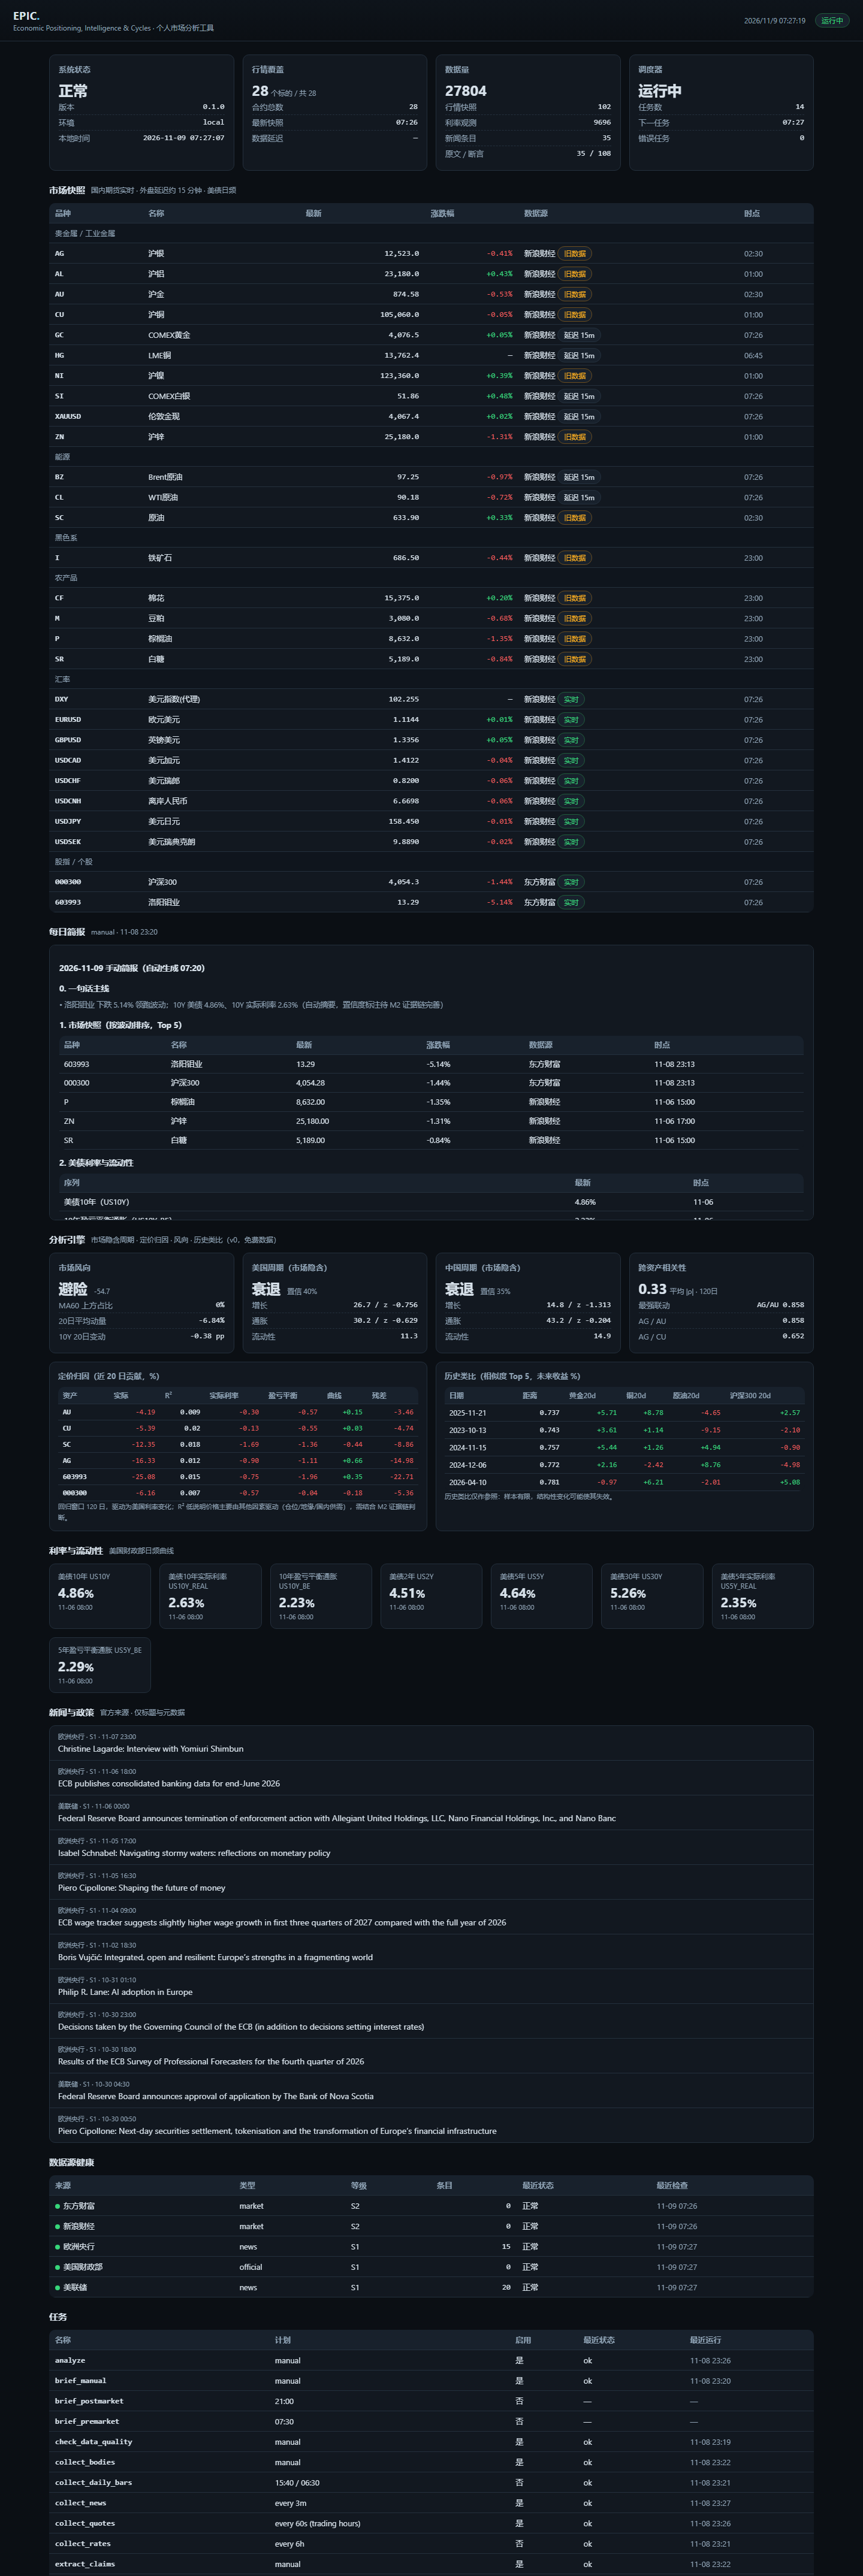 EPIC.
Economic Positioning, Intelligence & Cycles · 个人市场分析工具
2026/11/9 07:27:19 运行中
系统状态
正常
版本 0.1.0
环境 local
本地时间 2026-11-09 07:27:07
行情覆盖
28 个标的 / 共 28
合约总数 28
最新快照 07:26
数据延迟 —
数据量
27804
行情快照 102
利率观测 9696
新闻条目 35
原文 / 断言 35 / 108
调度器
运行中
任务数 14
下一任务 07:27
错误任务 0
市场快照 国内期货实时 · 外盘延迟约 15 分钟 · 美债日频
品种 名称 最新 涨跌幅 数据源 时点
贵金属 / 工业金属
AG 沪银 12,523.0 -0.41% 新浪财经 旧数据 02:30
AL 沪铝 23,180.0 +0.43% 新浪财经 旧数据 01:00
AU 沪金 874.58 -0.53% 新浪财经 旧数据 02:30
CU 沪铜 105,060.0 -0.05% 新浪财经 旧数据 01:00
GC COMEX黄金 4,076.5 +0.05% 新浪财经 延迟 15m 07:26
HG LME铜 13,762.4 — 新浪财经 延迟 15m 06:45
NI 沪镍 123,360.0 +0.39% 新浪财经 旧数据 01:00
SI COMEX白银 51.86 +0.48% 新浪财经 延迟 15m 07:26
XAUUSD 伦敦金现 4,067.4 +0.02% 新浪财经 延迟 15m 07:26
ZN 沪锌 25,180.0 -1.31% 新浪财经 旧数据 01:00
能源
BZ Brent原油 97.25 -0.97% 新浪财经 延迟 15m 07:26
CL WTI原油 90.18 -0.72% 新浪财经 延迟 15m 07:26
SC 原油 633.90 +0.33% 新浪财经 旧数据 02:30
黑色系
I 铁矿石 686.50 -0.44% 新浪财经 旧数据 23:00
农产品
CF 棉花 15,375.0 +0.20% 新浪财经 旧数据 23:00
M 豆粕 3,080.0 -0.68% 新浪财经 旧数据 23:00
P 棕榈油 8,632.0 -1.35% 新浪财经 旧数据 23:00
SR 白糖 5,189.0 -0.84% 新浪财经 旧数据 23:00
汇率
DXY 美元指数(代理) 102.255 — 新浪财经 实时 07:26
EURUSD 欧元美元 1.1144 +0.01% 新浪财经 实时 07:26
GBPUSD 英镑美元 1.3356 +0.05% 新浪财经 实时 07:26
USDCAD 美元加元 1.4122 -0.04% 新浪财经 实时 07:26
USDCHF 美元瑞郎 0.8200 -0.06% 新浪财经 实时 07:26
USDCNH 离岸人民币 6.6698 -0.06% 新浪财经 实时 07:26
USDJPY 美元日元 158.450 -0.01% 新浪财经 实时 07:26
USDSEK 美元瑞典克朗 9.8890 -0.02% 新浪财经 实时 07:26
股指 / 个股
000300 沪深300 4,054.3 -1.44% 东方财富 实时 07:26
603993 洛阳钼业 13.29 -5.14% 东方财富 实时 07:26
每日简报 manual · 11-08 23:20
2026-11-09 手动简报（自动生成 07:20）
0. 一句话主线
• 洛阳钼业 下跌 5.14% 领跑波动；10Y 美债 4.86%、10Y 实际利率 2.63%（自动摘要，置信度标注待 M2 证据链完善）
1. 市场快照（按波动排序，Top 5）
品种 名称 最新 涨跌幅 数据源 时点
603993 洛阳钼业 13.29 -5.14% 东方财富 11-08 23:13
000300 沪深300 4,054.28 -1.44% 东方财富 11-08 23:13
P 棕榈油 8,632.00 -1.35% 新浪财经 11-06 15:00
ZN 沪锌 25,180.00 -1.31% 新浪财经 11-06 17:00
SR 白糖 5,189.00 -0.84% 新浪财经 11-06 15:00
2. 美债利率与流动性
序列 最新 时点
美债10年（US10Y） 4.86% 11-06
分析引擎 市场隐含周期 · 定价归因 · 风向 · 历史类比（v0，免费数据）
市场风向
避险 -54.7
MA60 上方占比 0%
20日平均动量 -6.84%
10Y 20日变动 -0.38 pp
美国周期（市场隐含）
衰退 置信 40%
增长 26.7 / z -0.756
通胀 30.2 / z -0.629
流动性 11.3
中国周期（市场隐含）
衰退 置信 35%
增长 14.8 / z -1.313
通胀 43.2 / z -0.204
流动性 14.9
跨资产相关性
0.33 平均 |ρ| · 120日
最强联动 AG/AU 0.858
AG / AU 0.858
AG / CU 0.652
定价归因（近 20 日贡献，%）
资产 实际 R² 实际利率 盈亏平衡 曲线 残差
AU -4.19 0.009 -0.30 -0.57 +0.15 -3.46
CU -5.39 0.02 -0.13 -0.55 +0.03 -4.74
SC -12.35 0.018 -1.69 -1.36 -0.44 -8.86
AG -16.33 0.012 -0.90 -1.11 +0.66 -14.98
603993 -25.08 0.015 -0.75 -1.96 +0.35 -22.71
000300 -6.16 0.007 -0.57 -0.04 -0.18 -5.36
回归窗口 120 日，驱动为美国利率变化，R² 低说明价格主要由其他因素驱动（仓位/地缘/国内供需），需结合 M2 证据链判断。
历史类比（相似度 Top 5，未来收益 %）
日期 距离 黄金20d 铜20d 原油20d 沪深300 20d
2025-11-21 0.737 +5.71 +8.78 -4.65 +2.57
2023-10-13 0.743 +3.61 +1.14 -9.15 -2.10
2024-11-15 0.757 +5.44 +1.26 +4.94 -0.90
2024-12-06 0.772 +2.16 -2.42 +8.76 -4.98
2026-04-10 0.781 -0.97 +6.21 -2.01 +5.08
历史类比仅作参照：样本有限，结构性变化可能使其失效。
利率与流动性 美国财政部日频曲线
美债10年 US10Y
4.86%
11-06 08:00
美债10年实际利率 US10Y_REAL
2.63%
11-06 08:00
10年盈亏平衡通胀 US10Y_BE
2.23%
11-06 08:00
美债2年 US2Y
4.51%
11-06 08:00
美债5年 US5Y
4.64%
11-06 08:00
美债30年 US30Y
5.26%
11-06 08:00
美债5年实际利率 US5Y_REAL
2.35%
11-06 08:00
5年盈亏平衡通胀 US5Y_BE
2.29%
11-06 08:00
新闻与政策 官方来源 · 仅标题与元数据
欧洲央行 · S1 · 11-07 23:00
Christine Lagarde: Interview with Yomiuri Shimbun
欧洲央行 · S1 · 11-06 18:00
ECB publishes consolidated banking data for end-June 2026
美联储 · S1 · 11-06 00:00
Federal Reserve Board announces termination of enforcement action with Allegiant United Holdings, LLC, Nano Financial Holdings, Inc., and Nano Banc
欧洲央行 · S1 · 11-05 17:00
Isabel Schnabel: Navigating stormy waters: reflections on monetary policy
欧洲央行 · S1 · 11-05 16:30
Piero Cipollone: Shaping the future of money
欧洲央行 · S1 · 11-04 09:00
ECB wage tracker suggests slightly higher wage growth in first three quarters of 2027 compared with the full year of 2026
欧洲央行 · S1 · 11-02 18:30
Boris Vujčić: Integrated, open and resilient: Europe’s strengths in a fragmenting world
欧洲央行 · S1 · 10-31 01:10
Philip R. Lane: AI adoption in Europe
欧洲央行 · S1 · 10-30 23:00
Decisions taken by the Governing Council of the ECB (in addition to decisions setting interest rates)
欧洲央行 · S1 · 10-30 18:00
Results of the ECB Survey of Professional Forecasters for the fourth quarter of 2026
美联储 · S1 · 10-30 04:30
Federal Reserve Board announces approval of application by The Bank of Nova Scotia
欧洲央行 · S1 · 10-30 00:50
Piero Cipollone: Next-day securities settlement, tokenisation and the transformation of Europe’s financial infrastructure
数据源健康
来源 类型 等级 条目 最近状态 最近检查
东方财富 market S2 0 正常 11-09 07:26
新浪财经 market S2 0 正常 11-09 07:26
欧洲央行 news S1 15 正常 11-09 07:27
美国财政部 official S1 0 正常 11-09 07:27
美联储 news S1 20 正常 11-09 07:27
任务
名称 计划 启用 最近状态 最近运行
analyze manual 是 ok 11-08 23:26
brief_manual manual 是 ok 11-08 23:20
brief_postmarket 21:00 否 — —
brief_premarket 07:30 否 — —
check_data_quality manual 是 ok 11-08 23:19
collect_bodies manual 是 ok 11-08 23:22
collect_daily_bars 15:40 / 06:30 否 ok 11-08 23:21
collect_news every 3m 是 ok 11-08 23:27
collect_quotes every 60s (trading hours) 是 ok 11-08 23:26
collect_rates every 6h 否 ok 11-08 23:21
extract_claims manual 是 ok 11-08 23:22